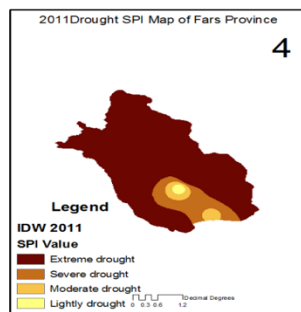 2011Drought SPI Map of Fars Province
4
Legend
IDW 2011
SPI Value
Extreme drought
Severe drought
Moderate drought
Lightly drought
Decimal Degrees
0 0.3 0.6 1.2